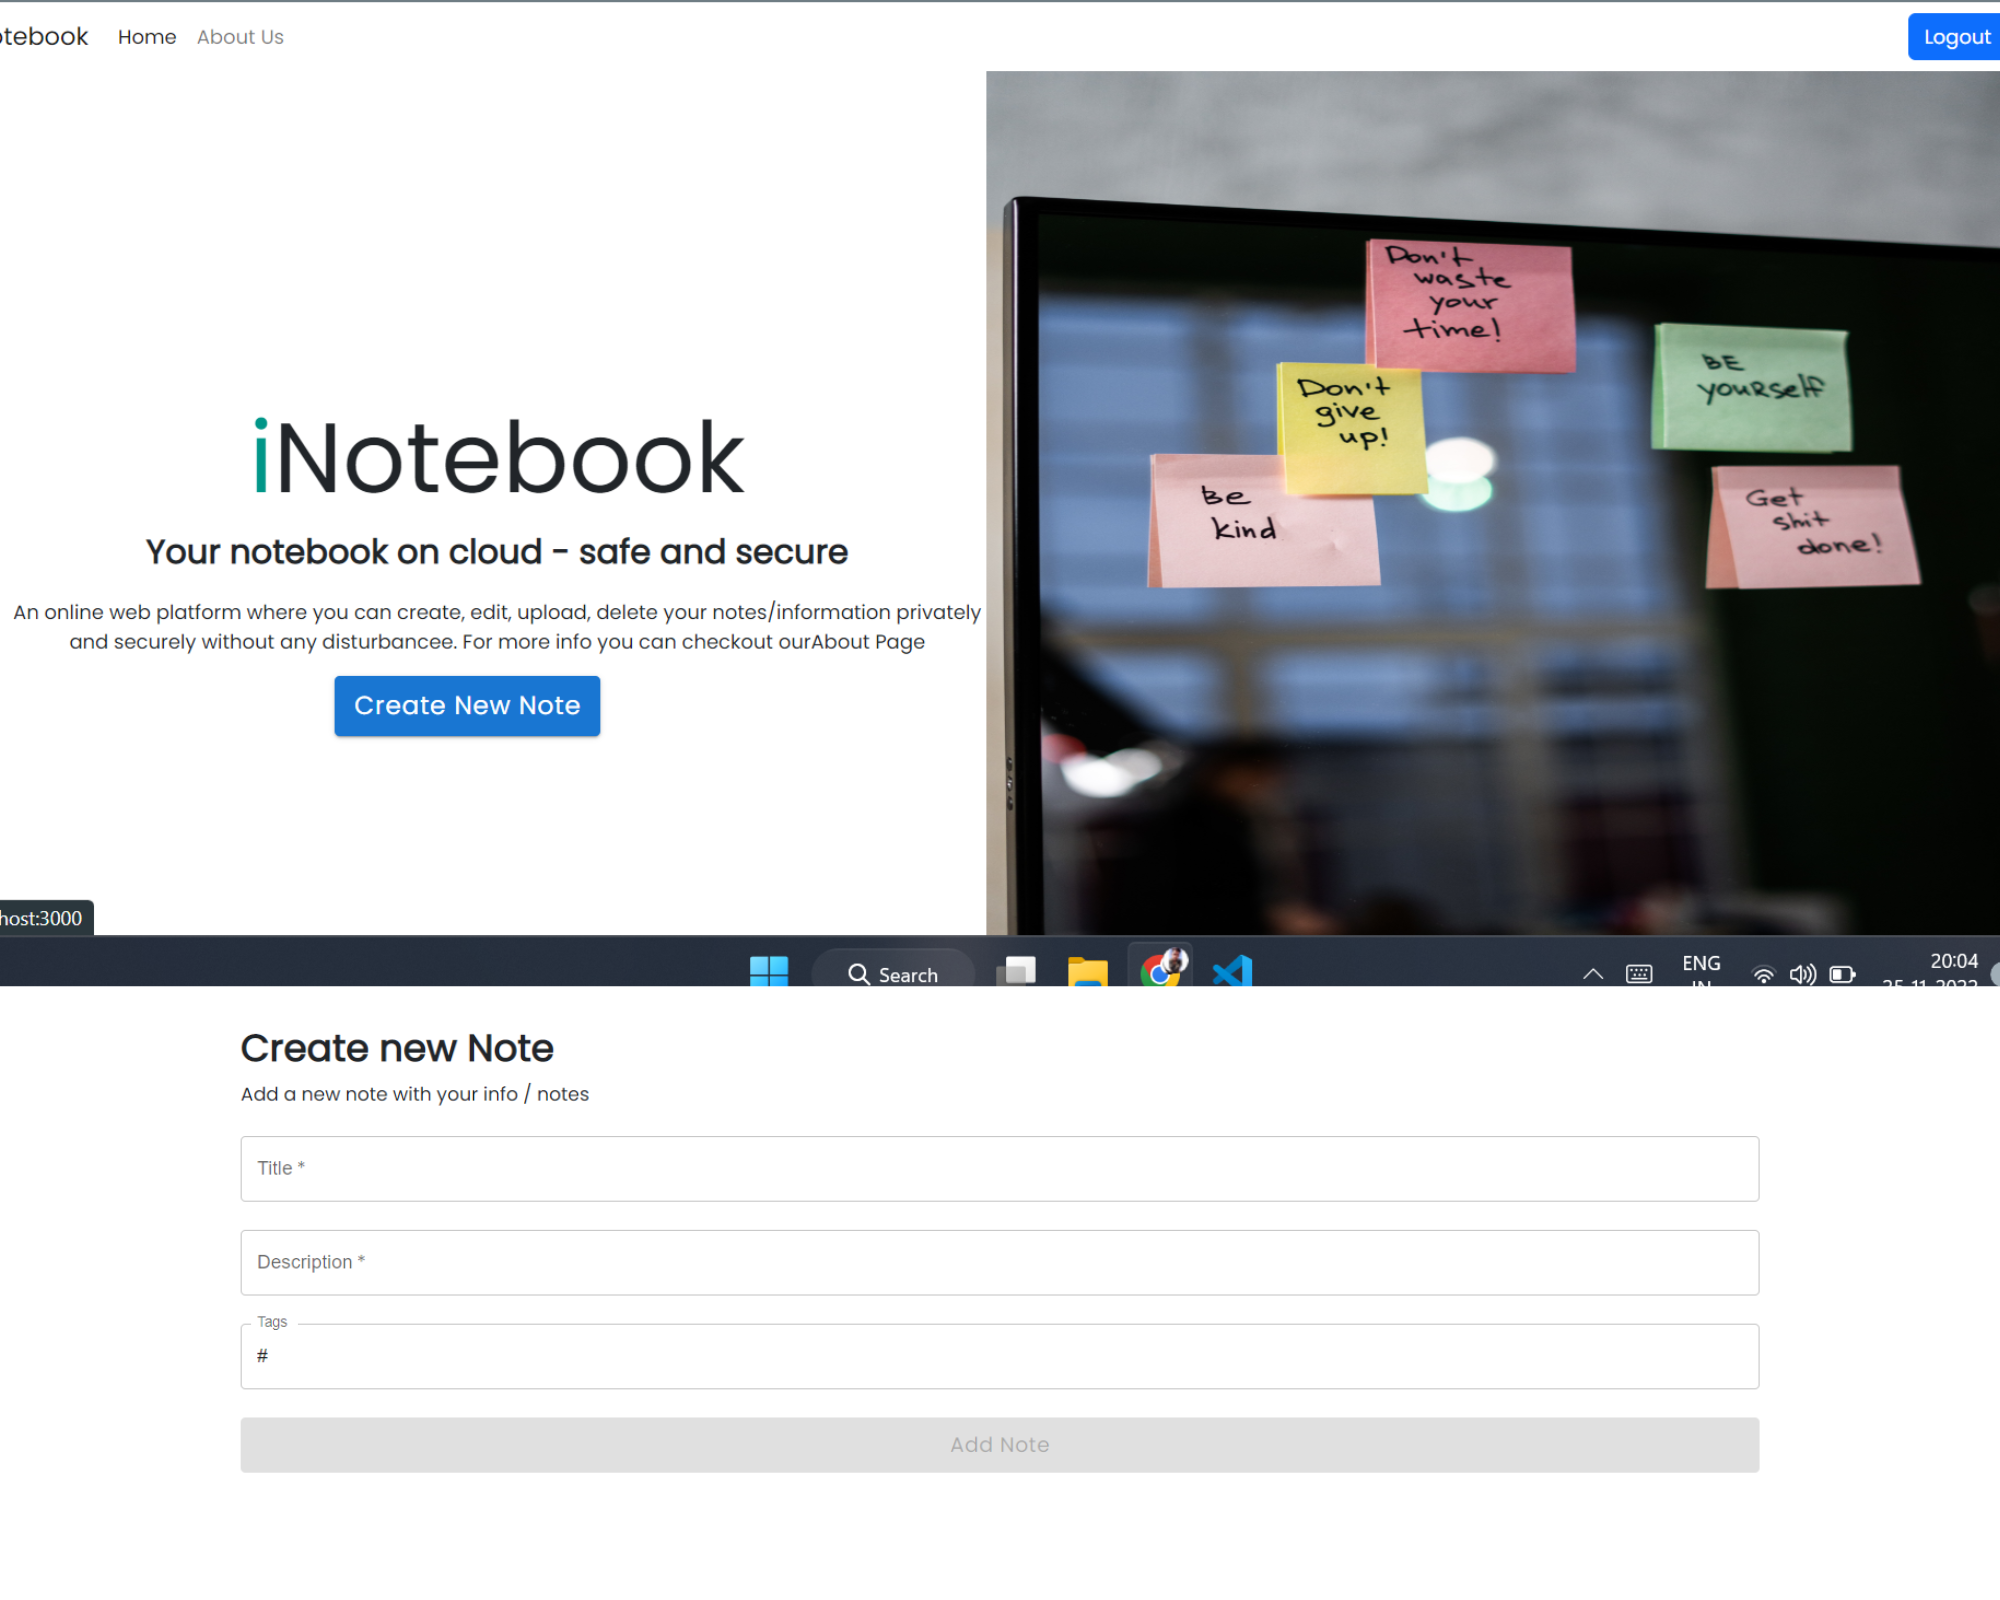 otebook Home About Us Logout
Don't
waste
your
time!
BE
yourself
Don't
give
up!
Be
kind
Get
shit
done!
iNotebook
Your notebook on cloud - safe and secure
An online web platform where you can create, edit, upload, delete your notes/information privately
and securely without any disturbancee. For more info you can checkout ourAbout Page
Create New Note
host:3000
Search ENG 20:04
IN
Create new Note
Add a new note with your info / notes
Title *
Description *
Tags
#
Add Note